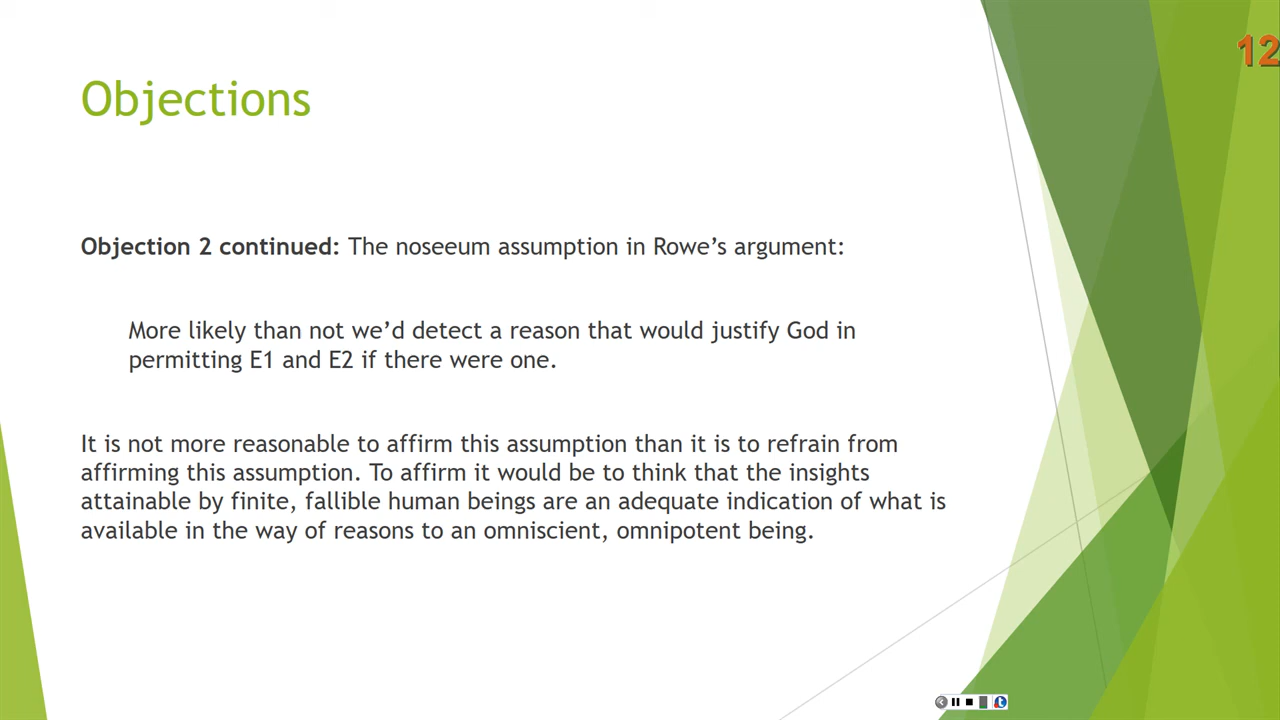 12
Objections
Objection 2 continued: The noseeum assumption in Rowe’s argument:
More likely than not we’d detect a reason that would justify God in
permitting E1 and E2 if there were one.
It is not more reasonable to affirm this assumption than it is to refrain from
affirming this assumption. To affirm it would be to think that the insights
attainable by finite, fallible human beings are an adequate indication of what is
available in the way of reasons to an omniscient, omnipotent being.